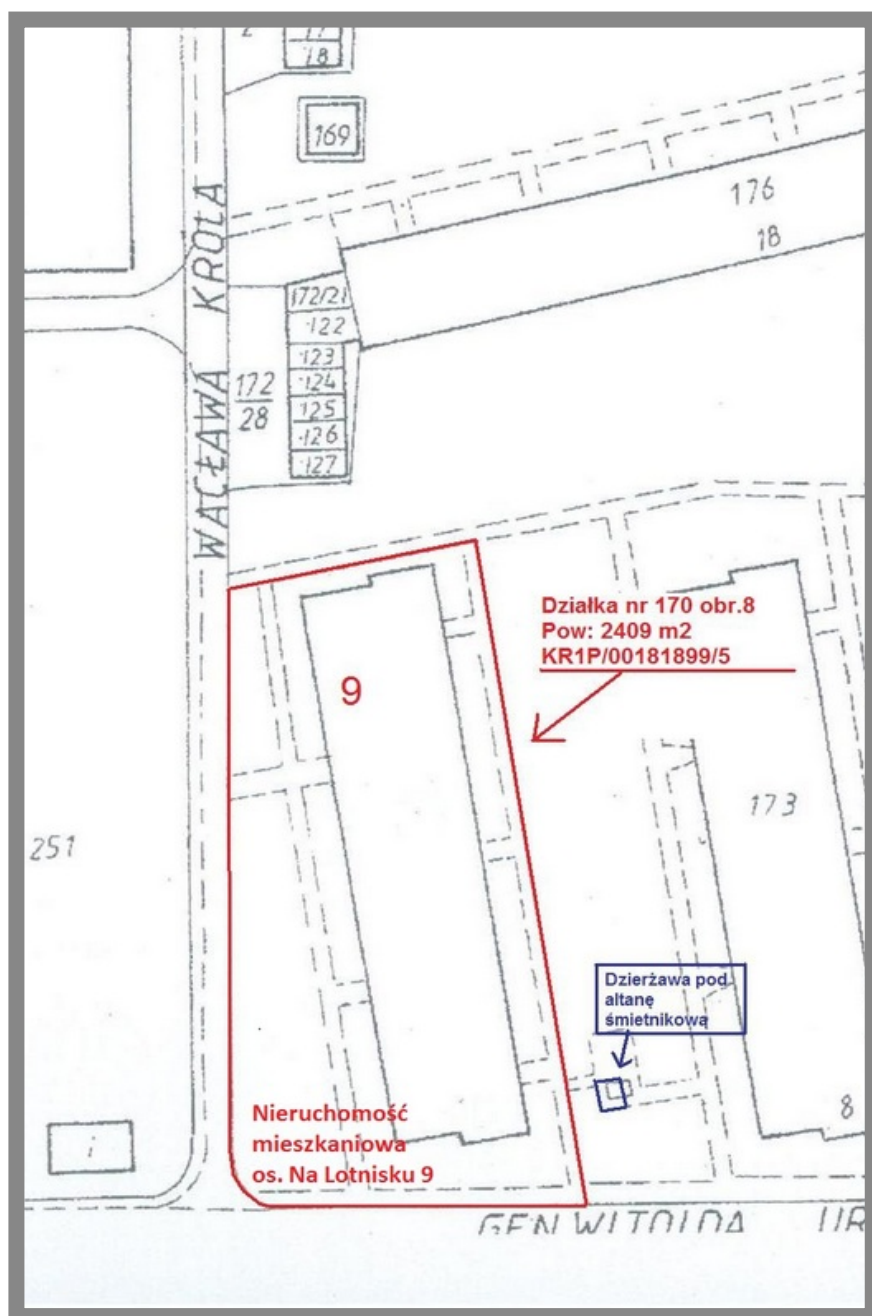 18
169
176
18
WACŁAWA KRÓLA
172/21
122
123
124
125
126
127
172
28
Działka nr 170 obr.8
Pow: 2409 m2
KR1P/00181899/5
9
251
173
Dzierżawa pod
altanę
śmietnikową
8
i
Nieruchomość
mieszkaniowa
os. Na Lotnisku 9
GEN WITOLDA UR